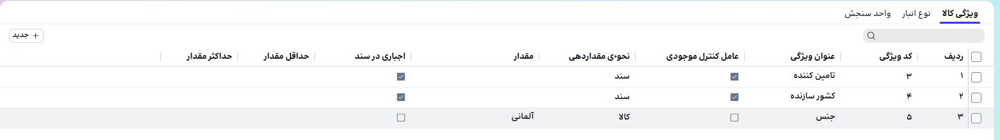 ویژگی کالا نوع انبار واحد سنجش
+ جدید
ردیف کد ویژگی عنوان ویژگی عامل کنترل موجودی نحوه‌ی مقداردهی مقدار اجباری در سند حداقل مقدار حداکثر مقدار
۱ ۳ تامین کننده سند
۲ ۴ کشور سازنده سند
۳ ۵ جنس کالا آلمانی